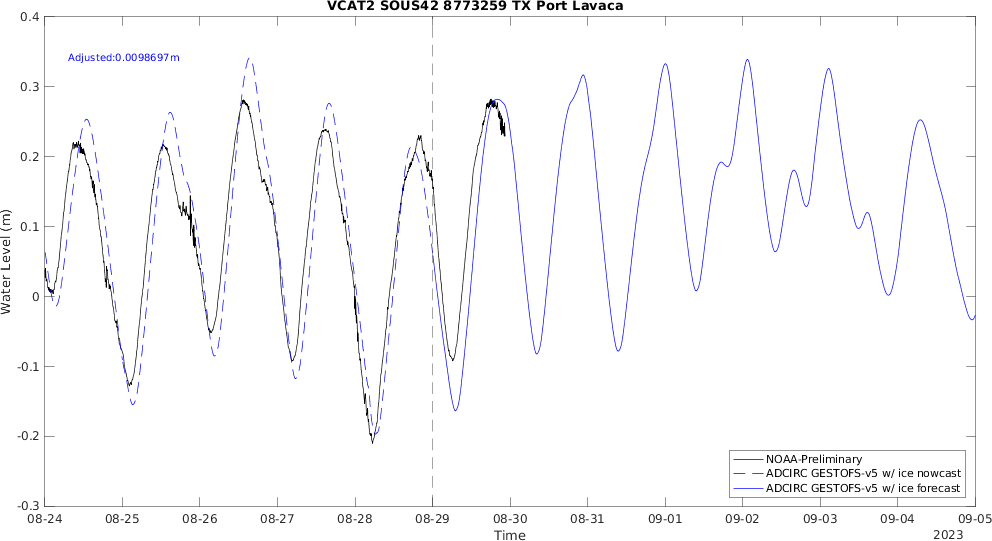 VCAT2 SOUS42 8773259 TX Port Lavaca
Adjusted:0.0098697m
Water Level (m)
0.4
0.3
0.2
0.1
0
-0.1
-0.2
-0.3
NOAA-Preliminary
ADCIRC GESTOFS-v5 w/ ice nowcast
ADCIRC GESTOFS-v5 w/ ice forecast
08-24 08-25 08-26 08-27 08-28 08-29 08-30 08-31 09-01 09-02 09-03 09-04 09-05
Time
2023